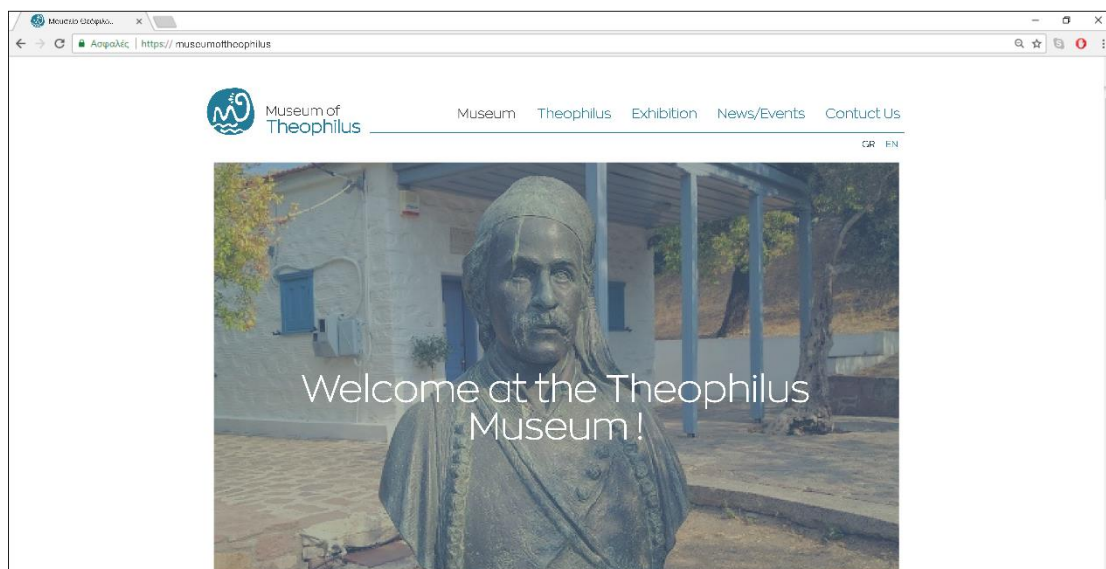 Μουσείο Θεόφιλο..
Ασφαλές | https:// museumoftheophilus
Museum of
Theophilus
Museum Theophilus Exhibition News/Events Contuct Us
GR EN
Welcome at the Theophilus
Museum!